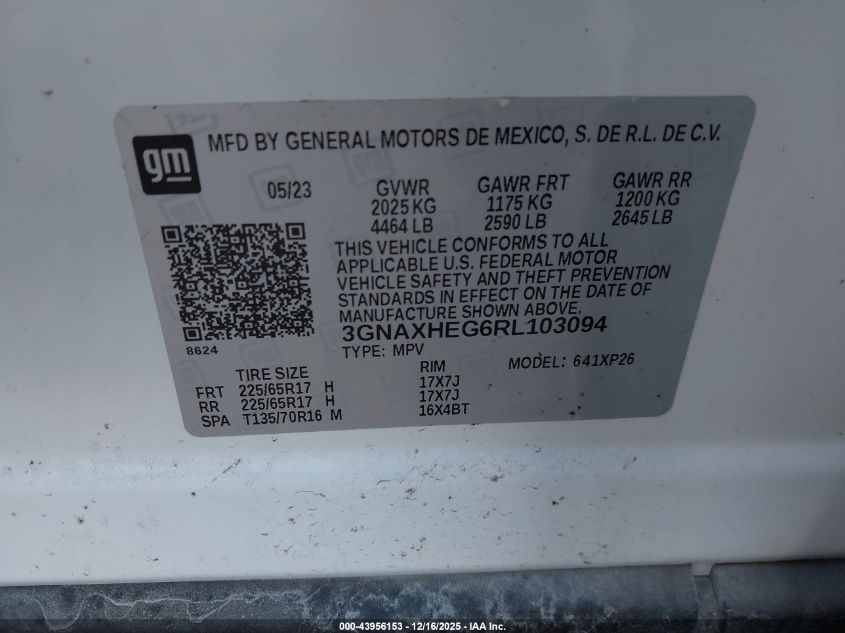 gm
MFD BY GENERAL MOTORS DE MEXICO, S. DE R.L. DE C.V.
05/23 GVWR GAWR FRT GAWR RR
2025 KG 1175 KG 1200 KG
4464 LB 2590 LB 2645 LB
THIS VEHICLE CONFORMS TO ALL
APPLICABLE U.S. FEDERAL MOTOR
VEHICLE SAFETY AND THEFT PREVENTION
STANDARDS IN EFFECT ON THE DATE OF
MANUFACTURE SHOWN ABOVE.
3GNAXHEG6RL103094
8624
TYPE: MPV MODEL: 641XP26
TIRE SIZE RIM
FRT 225/65R17 H 17X7J
RR 225/65R17 H 17X7J
SPA T135/70R16 M 16X4BT
000-43956153 - 12/16/2025 - IAA Inc.